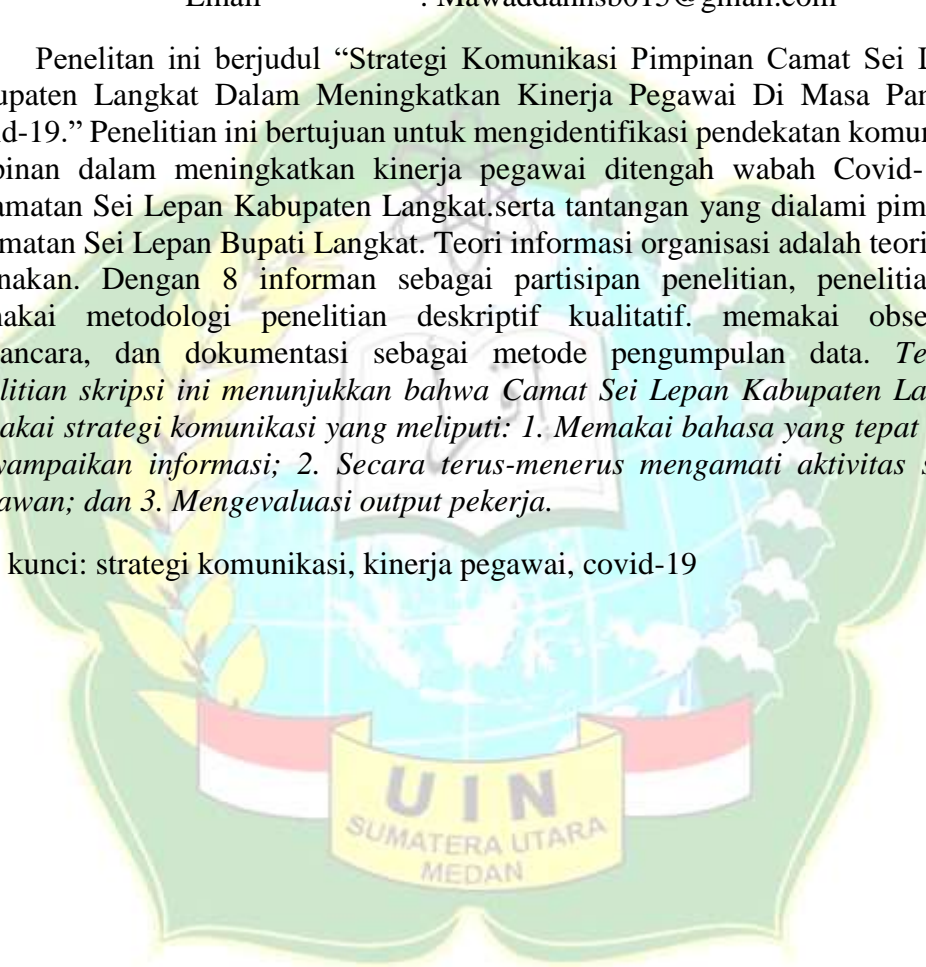 Email :
Penelitan ini berjudul “Strategi Komunikasi Pimpinan Camat Sei L
upaten Langkat Dalam Meningkatkan Kinerja Pegawai Di Masa Pan
id-19.” Penelitian ini bertujuan untuk mengidentifikasi pendekatan komun
pinan dalam meningkatkan kinerja pegawai ditengah wabah Covid-
amatan Sei Lepan Kabupaten Langkat.serta tantangan yang dialami pim
matan Sei Lepan Bupati Langkat. Teori informasi organisasi adalah teori
nakan. Dengan 8 informan sebagai partisipan penelitian, penelitia
nakai metodologi penelitian deskriptif kualitatif. memakai obse
ancara, dan dokumentasi sebagai metode pengumpulan data. Te
litian skripsi ini menunjukkan bahwa Camat Sei Lepan Kabupaten La
akai strategi komunikasi yang meliputi: 1. Memakai bahasa yang tepat
yampaikan informasi; 2. Secara terus-menerus mengamati aktivitas s
awan; dan 3. Mengevaluasi output pekerja.
kunci: strategi komunikasi, kinerja pegawai, covid-19
UIN
SUMATERA UTARA
MEDAN